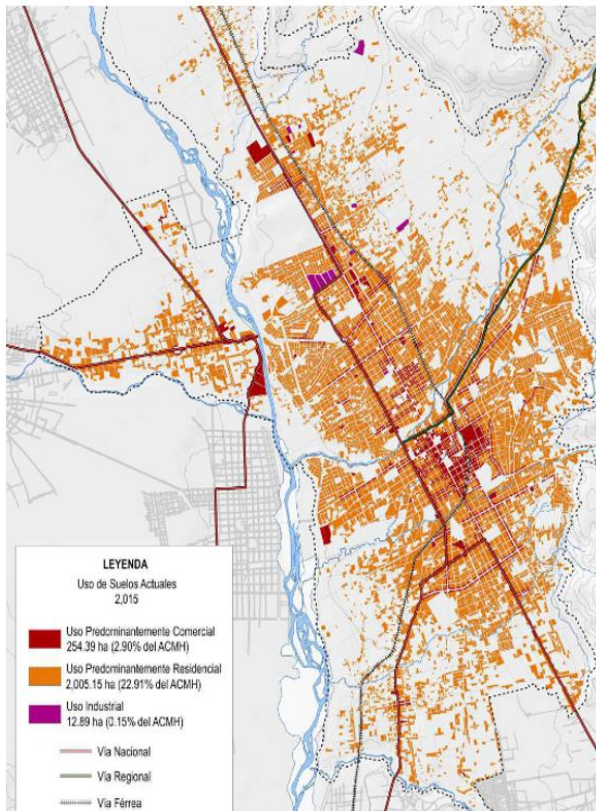 LEYENDA
Uso de Suelos Actuales
2,015
Uso Predominantemente Comercial
254.39 ha (2.90% del ACMH)
Uso Predominantemente Residencial
2,005.15 ha (22.91% del ACMH)
Uso Industrial
12.89 ha (0.15% del ACMH)
Vía Nacional
Vía Regional
Vía Férrea